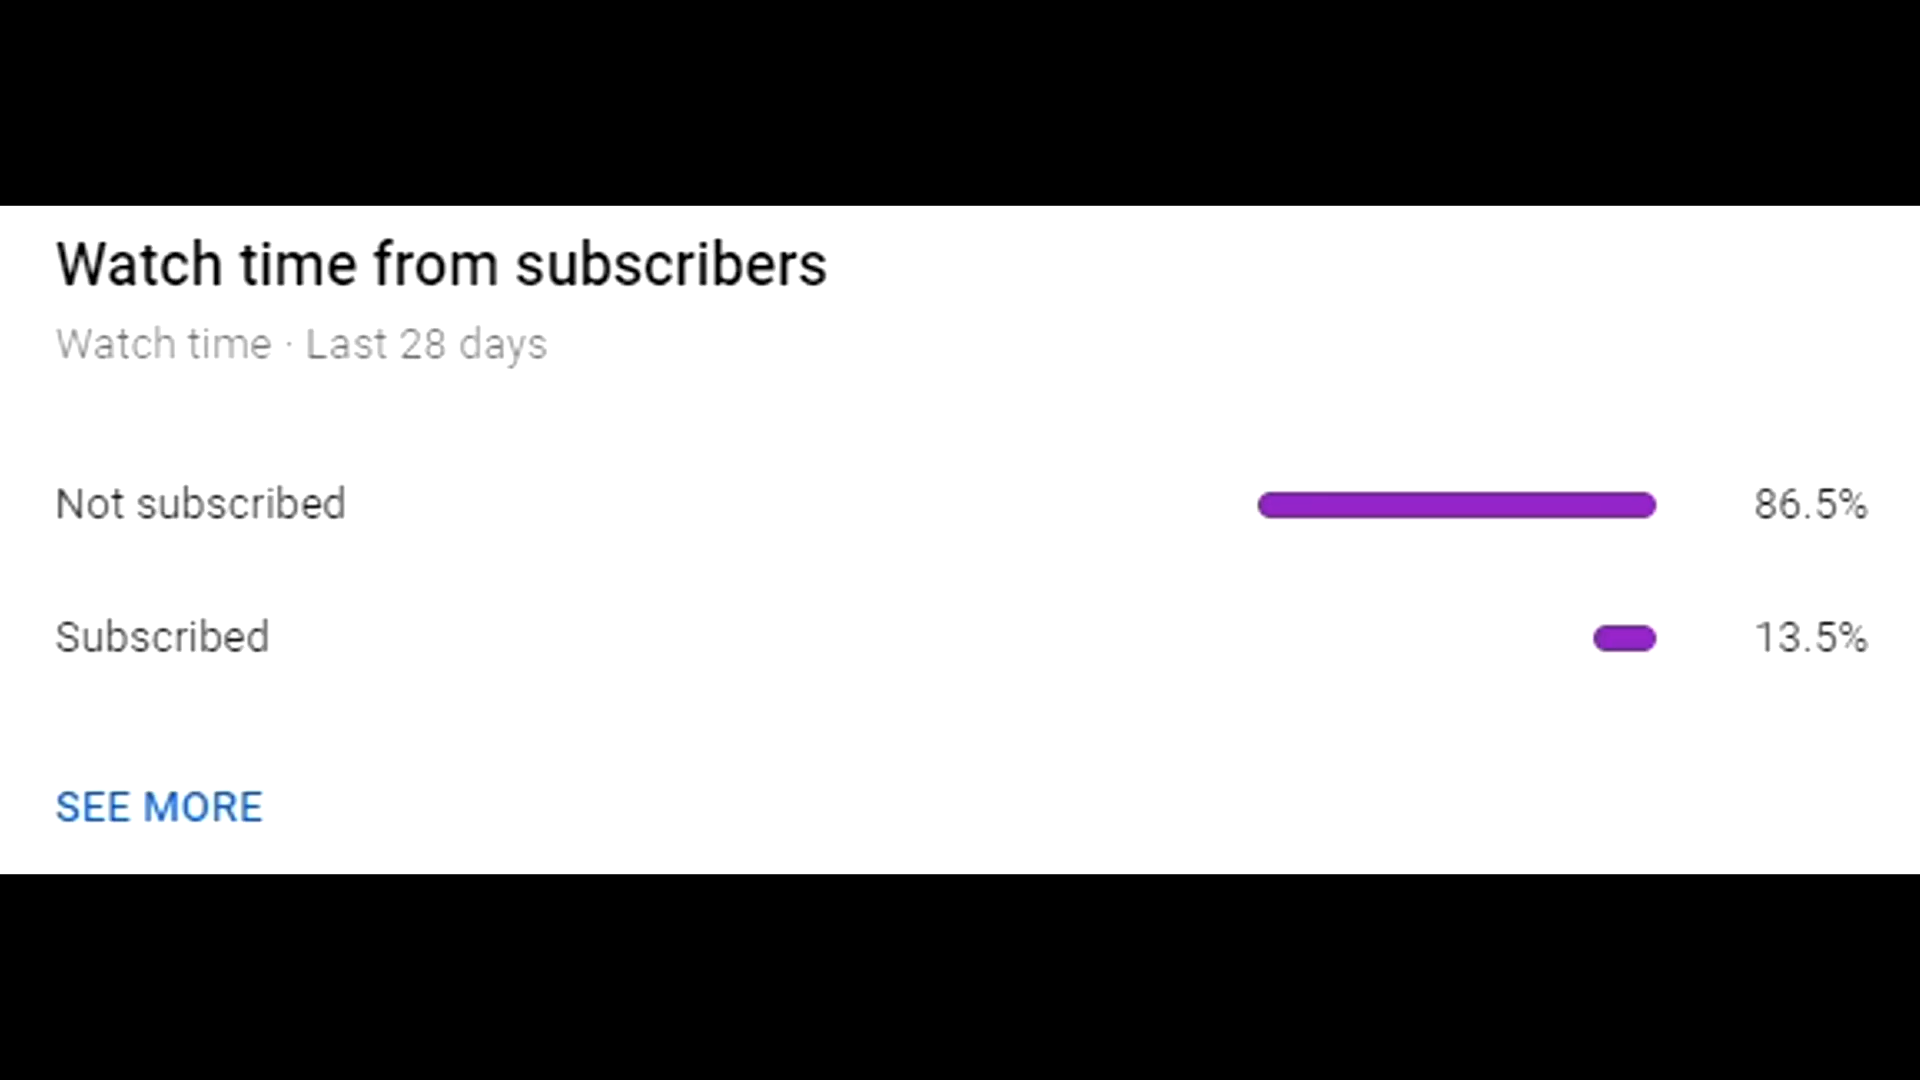 Watch time from subscribers
Watch time · Last 28 days
Not subscribed 86.5%
Subscribed 13.5%
SEE MORE